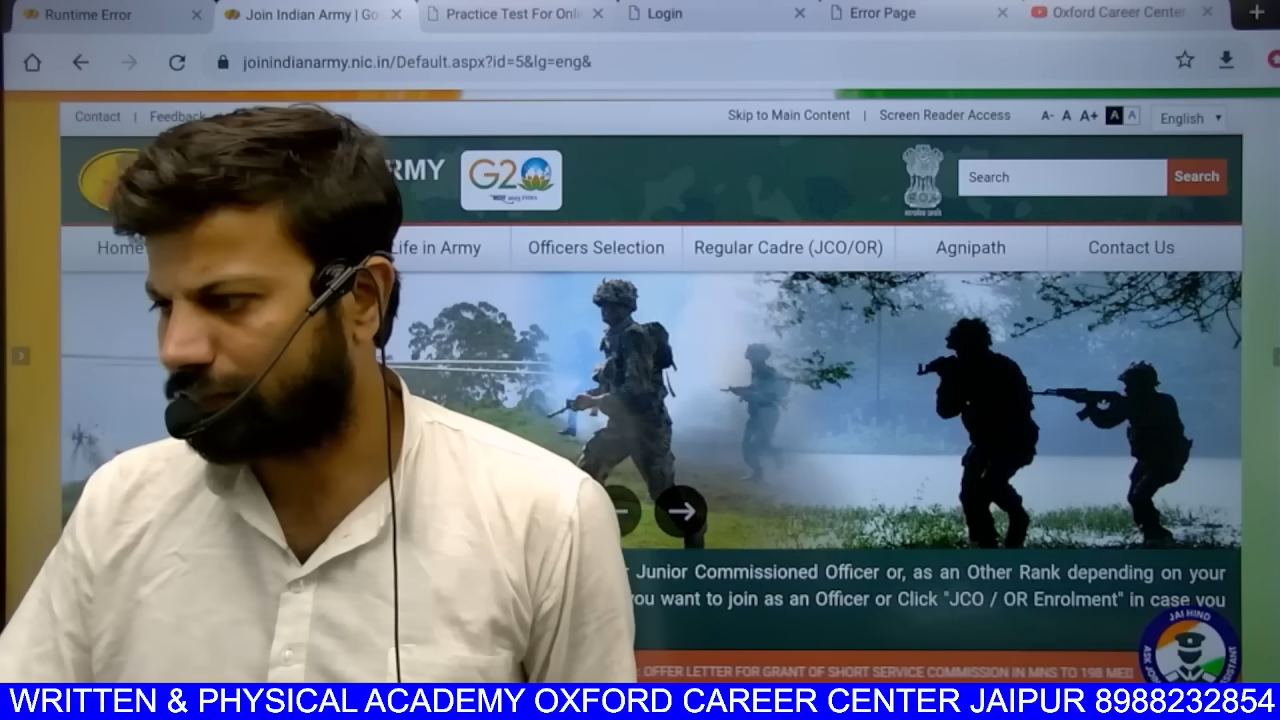 Runtime Error
Join Indian Army | Go
Practice Test For Onli
Login
Error Page
Oxford Career Center
joinindianarmy.nic.in/Default.aspx?id=5&lg=eng&
Contact | Feedback
Skip to Main Content | Screen Reader Access A- A A+ A A English
RMY
G20
Search
Search
Home
Life in Army
Officers Selection
Regular Cadre (JCO/OR)
Agnipath
Contact Us
Junior Commissioned Officer or, as an Other Rank depending on your
you want to join as an Officer or Click "JCO / OR Enrolment" in case you
JAI HIND
OFFER LETTER FOR GRANT OF SHORT SERVICE COMMISSION IN MNS TO 198 MED
WRITTEN & PHYSICAL ACADEMY OXFORD CAREER CENTER JAIPUR 8988232854